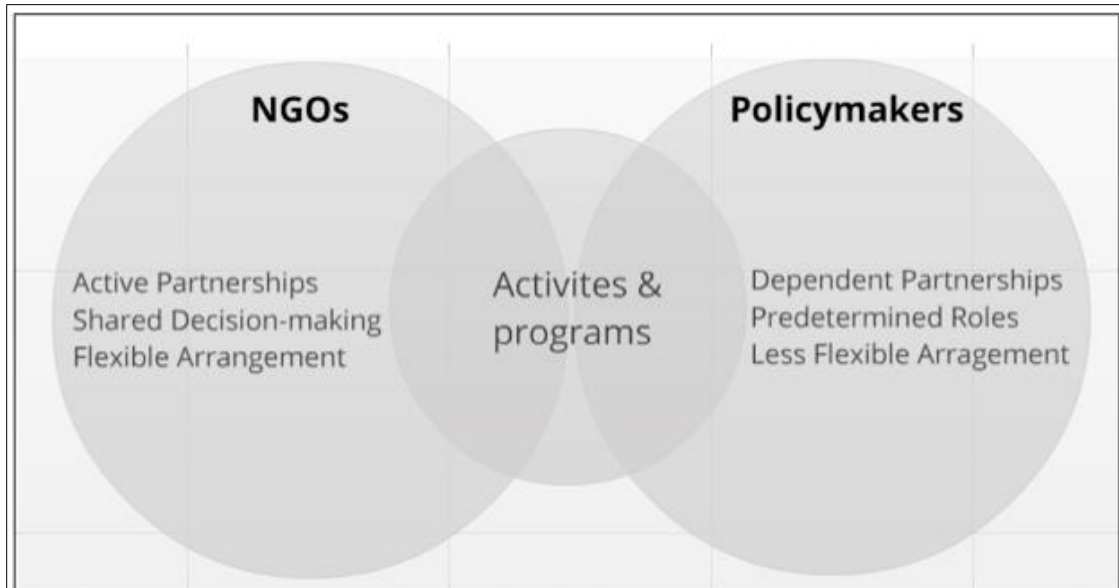 NGOs
Active Partnerships
Shared Decision-making
Flexible Arrangement
Activites &
programs
Policymakers
Dependent Partnerships
Predetermined Roles
Less Flexible Arragement